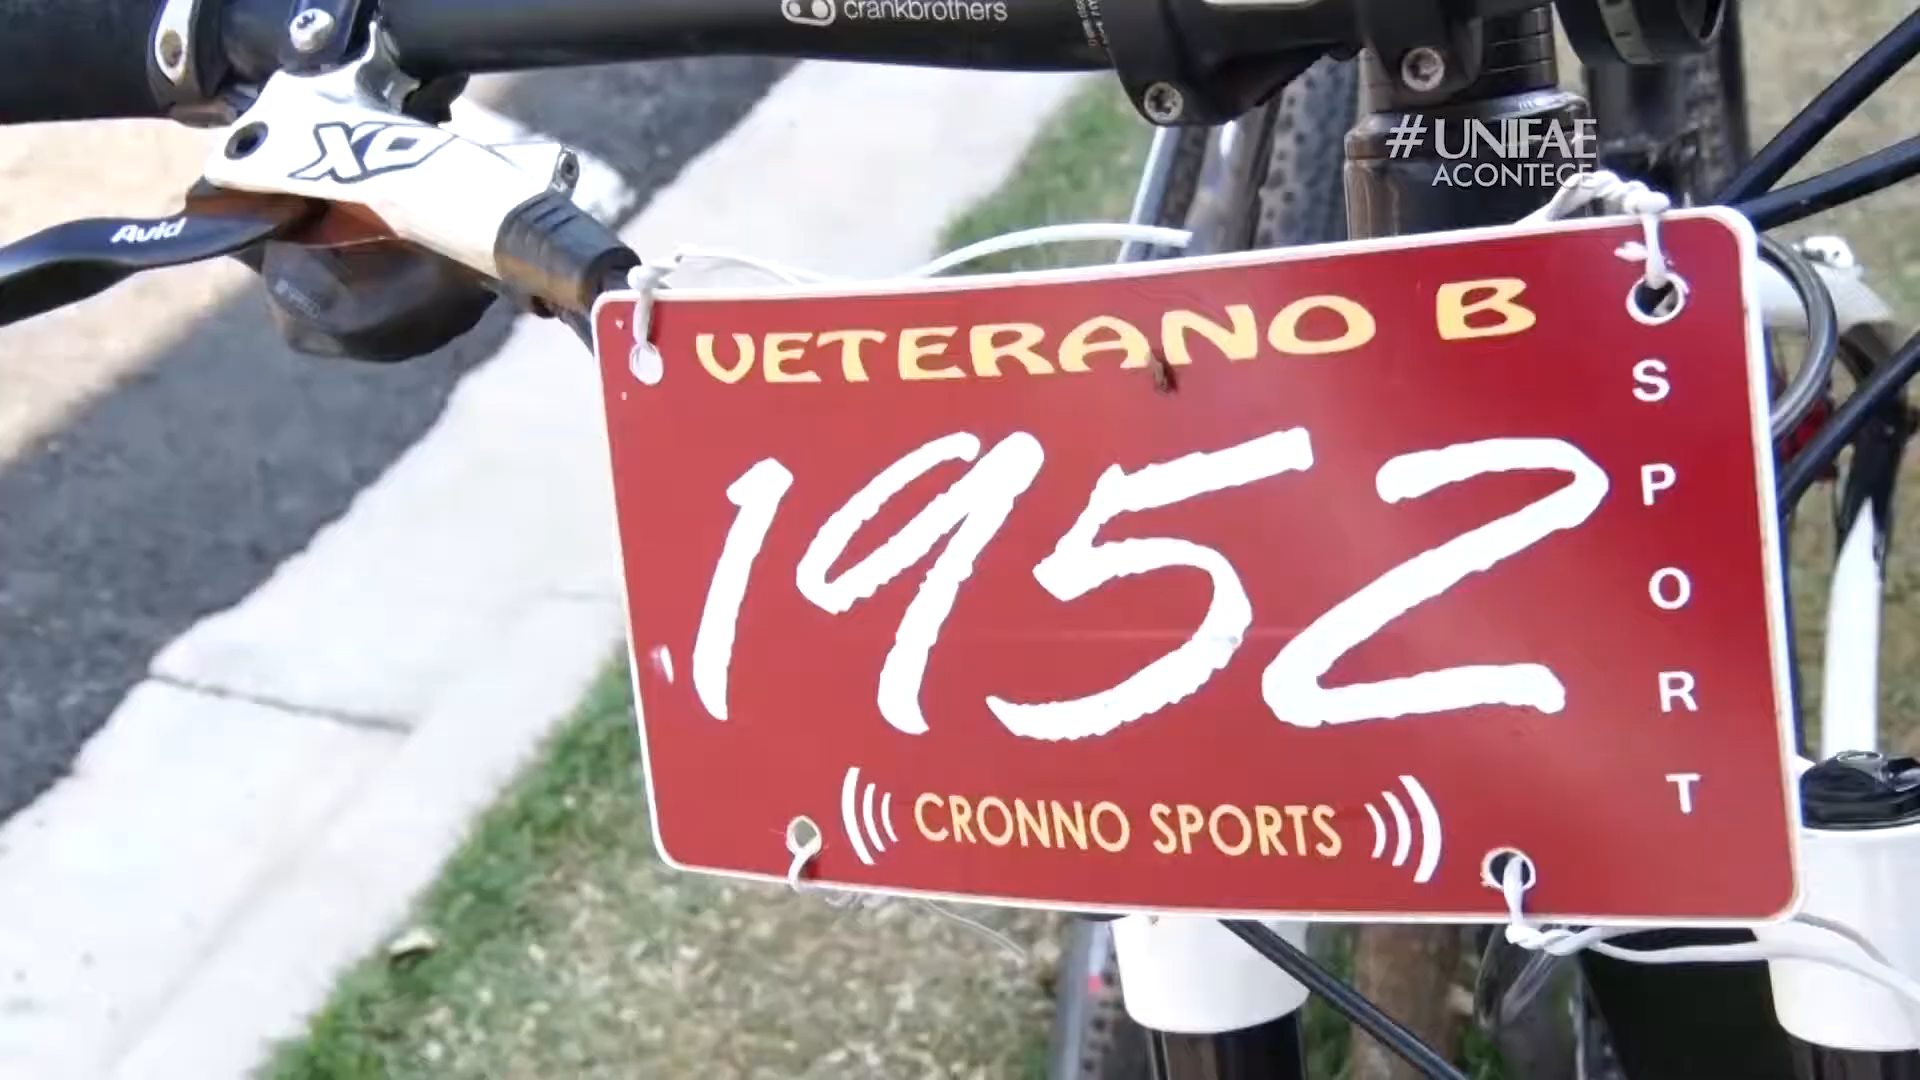 crankbrothers
XO
Avid
#UNIFAE
ACONTECE
VETERANO B
1952
SPORT
CRONNO SPORTS